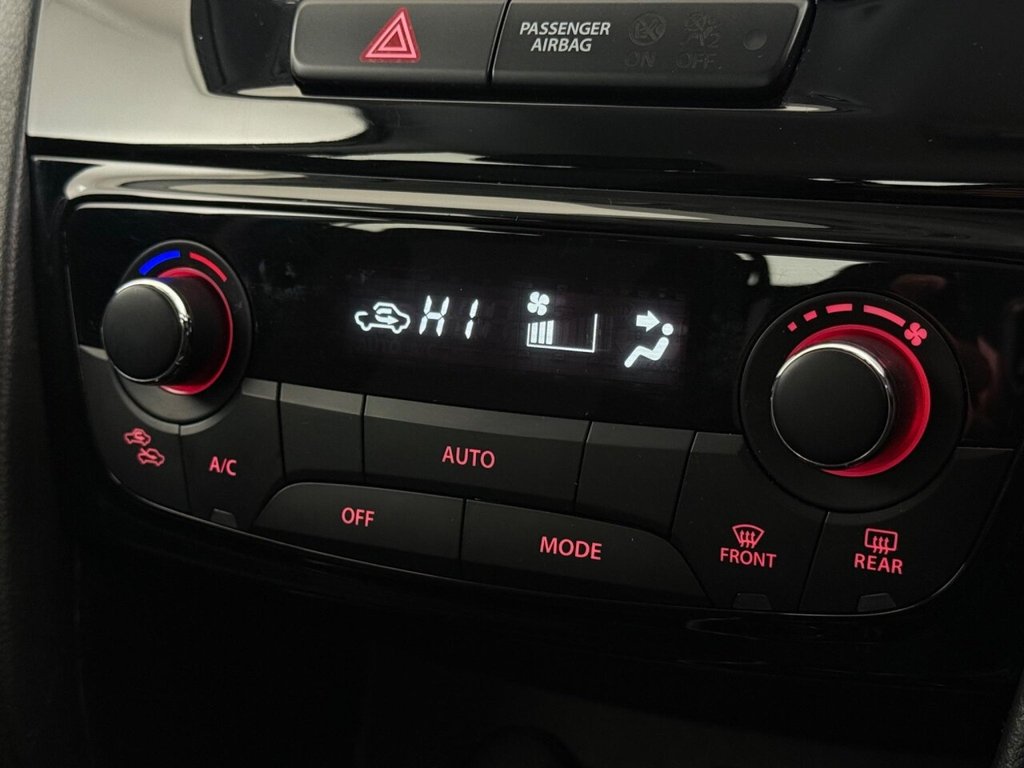 PASSENGER
AIRBAG
ON OFF
HI
AUTO
A/C
OFF
MODE
FRONT
REAR